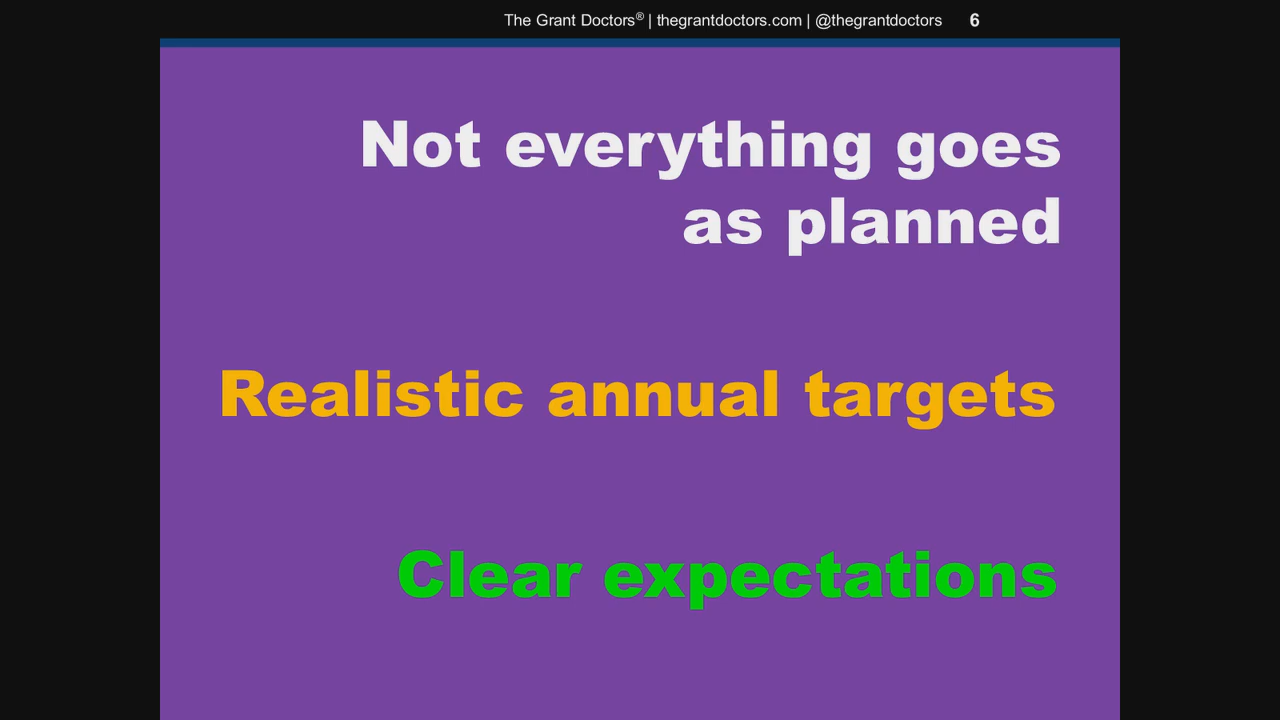 The Grant Doctors® | thegrantdoctors.com | @thegrantdoctors 6
Not everything goes
as planned
Realistic annual targets
Clear expectations